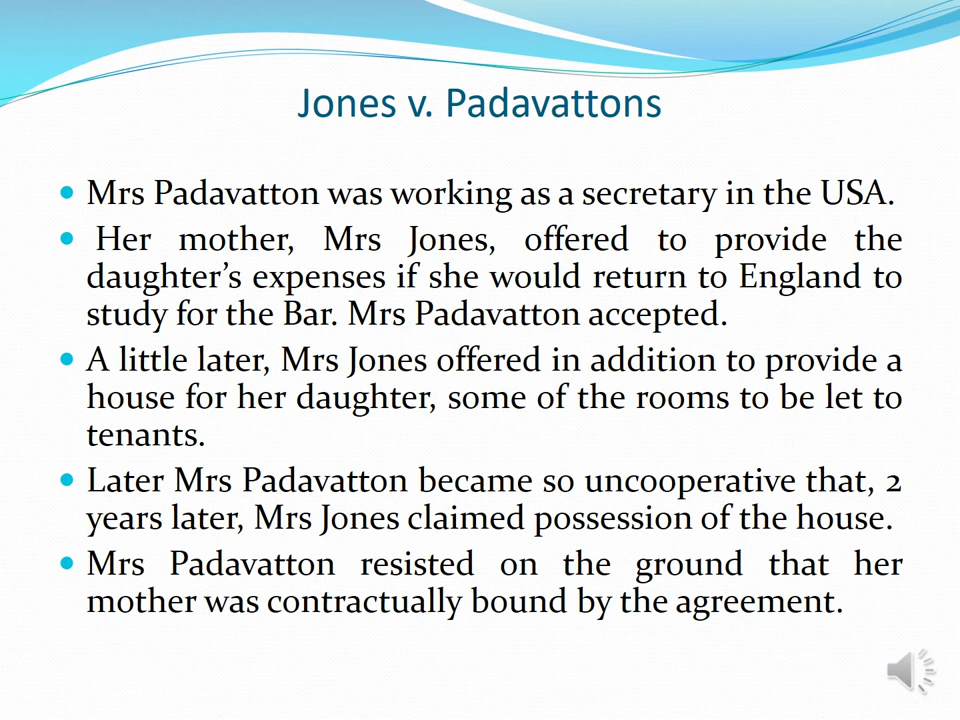 Jones v. Padavattons
• Mrs Padavatton was working as a secretary in the USA.
• Her mother, Mrs Jones, offered to provide the
daughter’s expenses if she would return to England to
study for the Bar. Mrs Padavatton accepted.
• A little later, Mrs Jones offered in addition to provide a
house for her daughter, some of the rooms to be let to
tenants.
• Later Mrs Padavatton became so uncooperative that, 2
years later, Mrs Jones claimed possession of the house.
• Mrs Padavatton resisted on the ground that her
mother was contractually bound by the agreement.